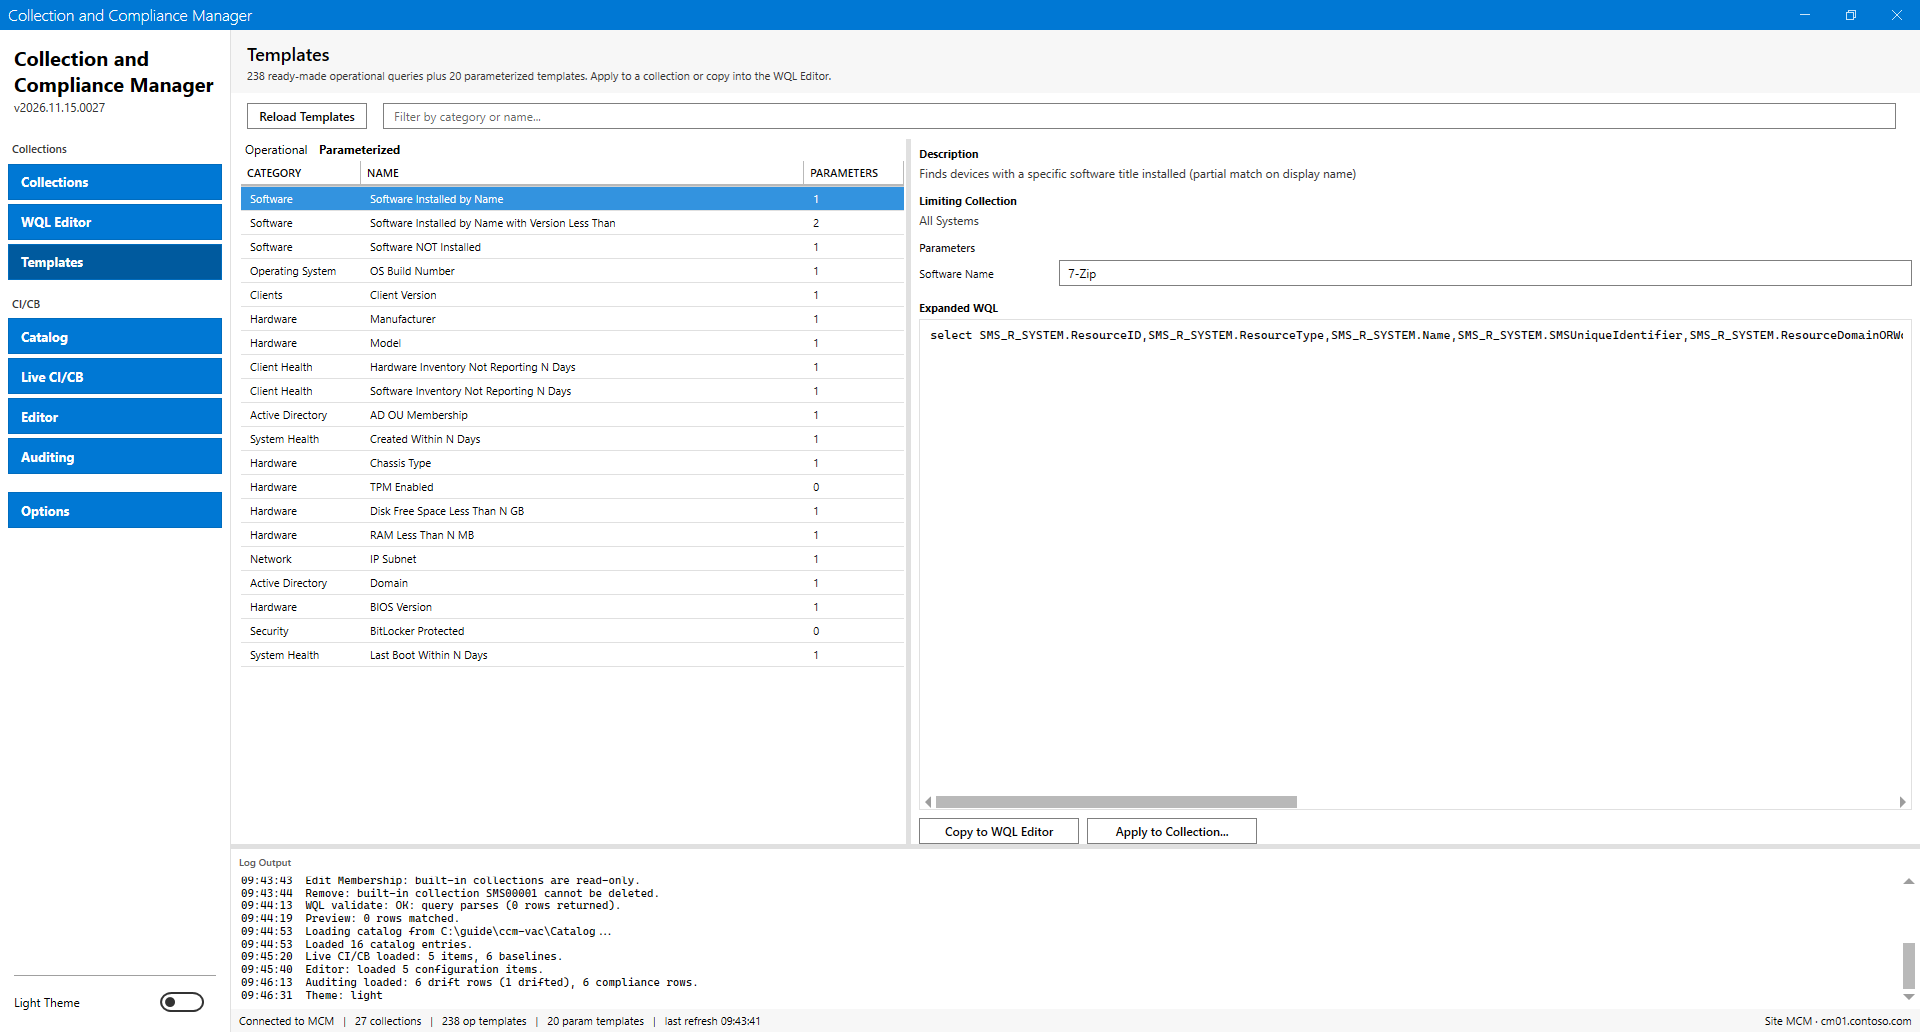 Collection and Compliance Manager
Collection and
Compliance Manager
v2026.11.15.0027
Collections
Collections
WQL Editor
Templates
CI/CB
Catalog
Live CI/CB
Editor
Auditing
Options
Light Theme
Templates
238 ready-made operational queries plus 20 parameterized templates. Apply to a collection or copy into the WQL Editor.
Reload Templates
Filter by category or name...
Operational Parameterized
CATEGORY NAME PARAMETERS
Software Software Installed by Name 1
Software Software Installed by Name with Version Less Than 2
Software Software NOT Installed 1
Operating System OS Build Number 1
Clients Client Version 1
Hardware Manufacturer 1
Hardware Model 1
Client Health Hardware Inventory Not Reporting N Days 1
Client Health Software Inventory Not Reporting N Days 1
Active Directory AD OU Membership 1
System Health Created Within N Days 1
Hardware Chassis Type 1
Hardware TPM Enabled 0
Hardware Disk Free Space Less Than N GB 1
Hardware RAM Less Than N MB 1
Network IP Subnet 1
Active Directory Domain 1
Hardware BIOS Version 1
Security BitLocker Protected 0
System Health Last Boot Within N Days 1
Description
Finds devices with a specific software title installed (partial match on display name)
Limiting Collection
All Systems
Parameters
Software Name 7-Zip
Expanded WQL
select SMS_R_SYSTEM.ResourceID,SMS_R_SYSTEM.ResourceType,SMS_R_SYSTEM.Name,SMS_R_SYSTEM.SMSUniqueIdentifier,SMS_R_SYSTEM.ResourceDomainORW
Copy to WQL Editor Apply to Collection...
Log Output
09:43:43 Edit Membership: built-in collections are read-only.
09:43:44 Remove: built-in collection SMS00001 cannot be deleted.
09:44:13 WQL validate: OK: query parses (0 rows returned).
09:44:19 Preview: 0 rows matched.
09:44:53 Loading catalog from C:\guide\ccm-vac\Catalog...
09:44:53 Loaded 16 catalog entries.
09:45:20 Live CI/CB loaded: 5 items, 6 baselines.
09:45:40 Editor: loaded 5 configuration items.
09:46:13 Auditing loaded: 6 drift rows (1 drifted), 6 compliance rows.
09:46:31 Theme: light
Connected to MCM | 27 collections | 238 op templates | 20 param templates | last refresh 09:43:41
Site MCM · cm01.contoso.com